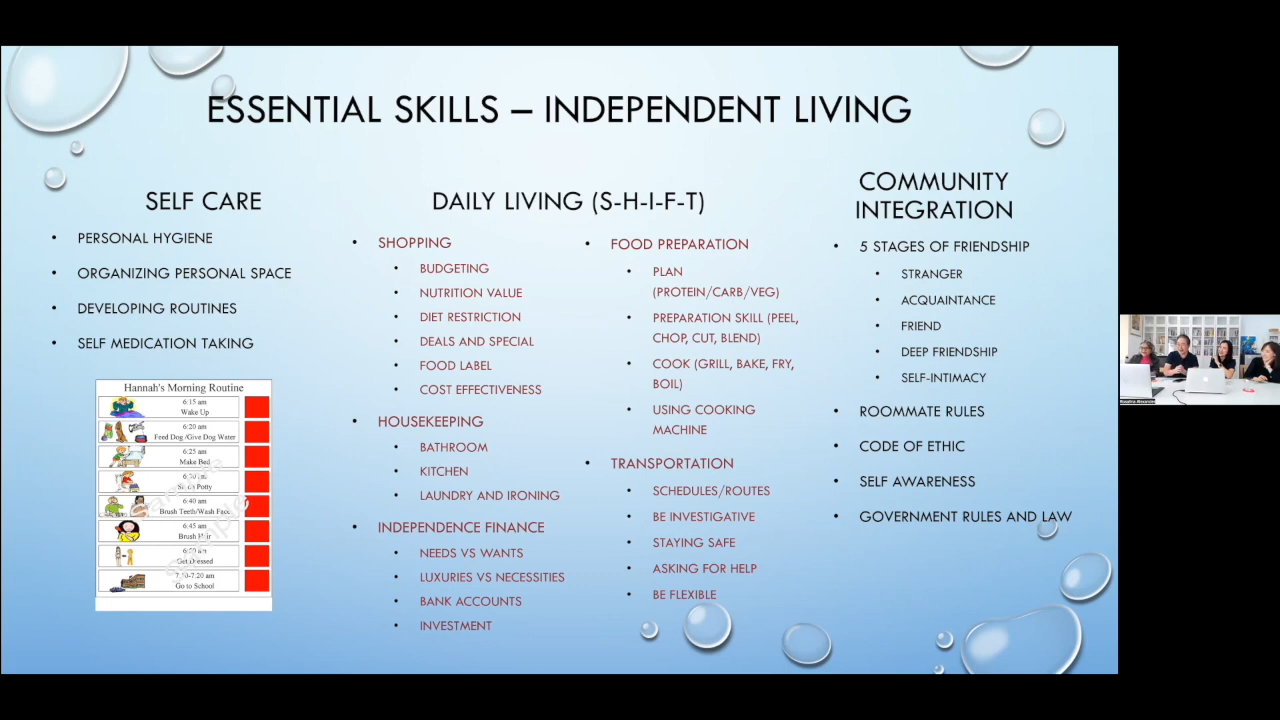 ESSENTIAL SKILLS – INDEPENDENT LIVING
SELF CARE
• PERSONAL HYGIENE
• ORGANIZING PERSONAL SPACE
• DEVELOPING ROUTINES
• SELF MEDICATION TAKING
Hannah's Morning Routine
6:15 am
Wake Up
6:20 am
Feed Dog /Give Dog Water
6:25 am
Make Bed
Potty
6:40 am
Brush Teeth/Wash Face
6:45 am
Brush Hair
Get Dressed
7:10-7:20 am
Go to School
DAILY LIVING (S-H-I-F-T)
• SHOPPING
• BUDGETING
• NUTRITION VALUE
• DIET RESTRICTION
• DEALS AND SPECIAL
• FOOD LABEL
• COST EFFECTIVENESS
• HOUSEKEEPING
• BATHROOM
• KITCHEN
• LAUNDRY AND IRONING
• INDEPENDENCE FINANCE
• NEEDS VS WANTS
• LUXURIES VS NECESSITIES
• BANK ACCOUNTS
• INVESTMENT
• FOOD PREPARATION
• PLAN
(PROTEIN/CARB/VEG)
• PREPARATION SKILL (PEEL,
CHOP, CUT, BLEND)
• COOK (GRILL, BAKE, FRY,
BOIL)
• USING COOKING
MACHINE
• TRANSPORTATION
• SCHEDULES/ROUTES
• BE INVESTIGATIVE
• STAYING SAFE
• ASKING FOR HELP
• BE FLEXIBLE
COMMUNITY
INTEGRATION
• 5 STAGES OF FRIENDSHIP
• STRANGER
• ACQUAINTANCE
• FRIEND
• DEEP FRIENDSHIP
• SELF-INTIMACY
• ROOMMATE RULES
• CODE OF ETHIC
• SELF AWARENESS
• GOVERNMENT RULES AND LAW